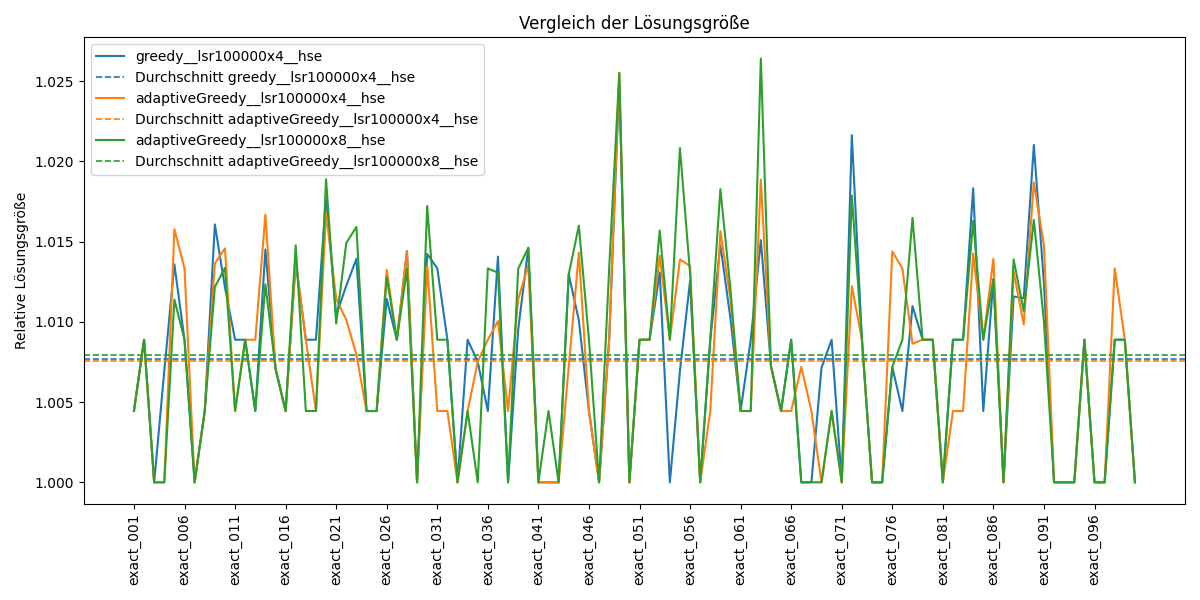 Vergleich der Lösungsgröße
greedy__lsr100000x4__hse
Durchschnitt greedy__lsr100000x4__hse
adaptiveGreedy__lsr100000x4__hse
Durchschnitt adaptiveGreedy__lsr100000x4__hse
adaptiveGreedy__lsr100000x8__hse
Durchschnitt adaptiveGreedy__lsr100000x8__hse
Relative Lösungsgröße
1.025
1.020
1.015
1.010
1.005
1.000
exact_001
exact_006
exact_011
exact_016
exact_021
exact_026
exact_031
exact_036
exact_041
exact_046
exact_051
exact_056
exact_061
exact_066
exact_071
exact_076
exact_081
exact_086
exact_091
exact_096